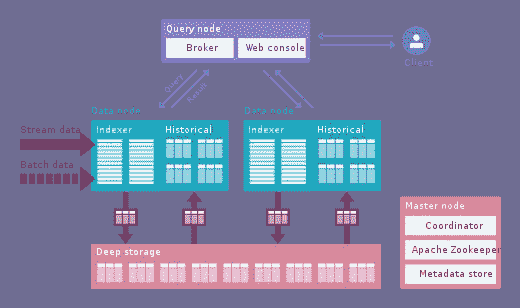 Query node
Broker
Web console
Client
Query
Result
Data node
Data node
Stream data
Indexer
Historical
Indexer
Historical
Batch data
Master node
Coordinator
Apache Zookeeper
Metadata store
Deep storage